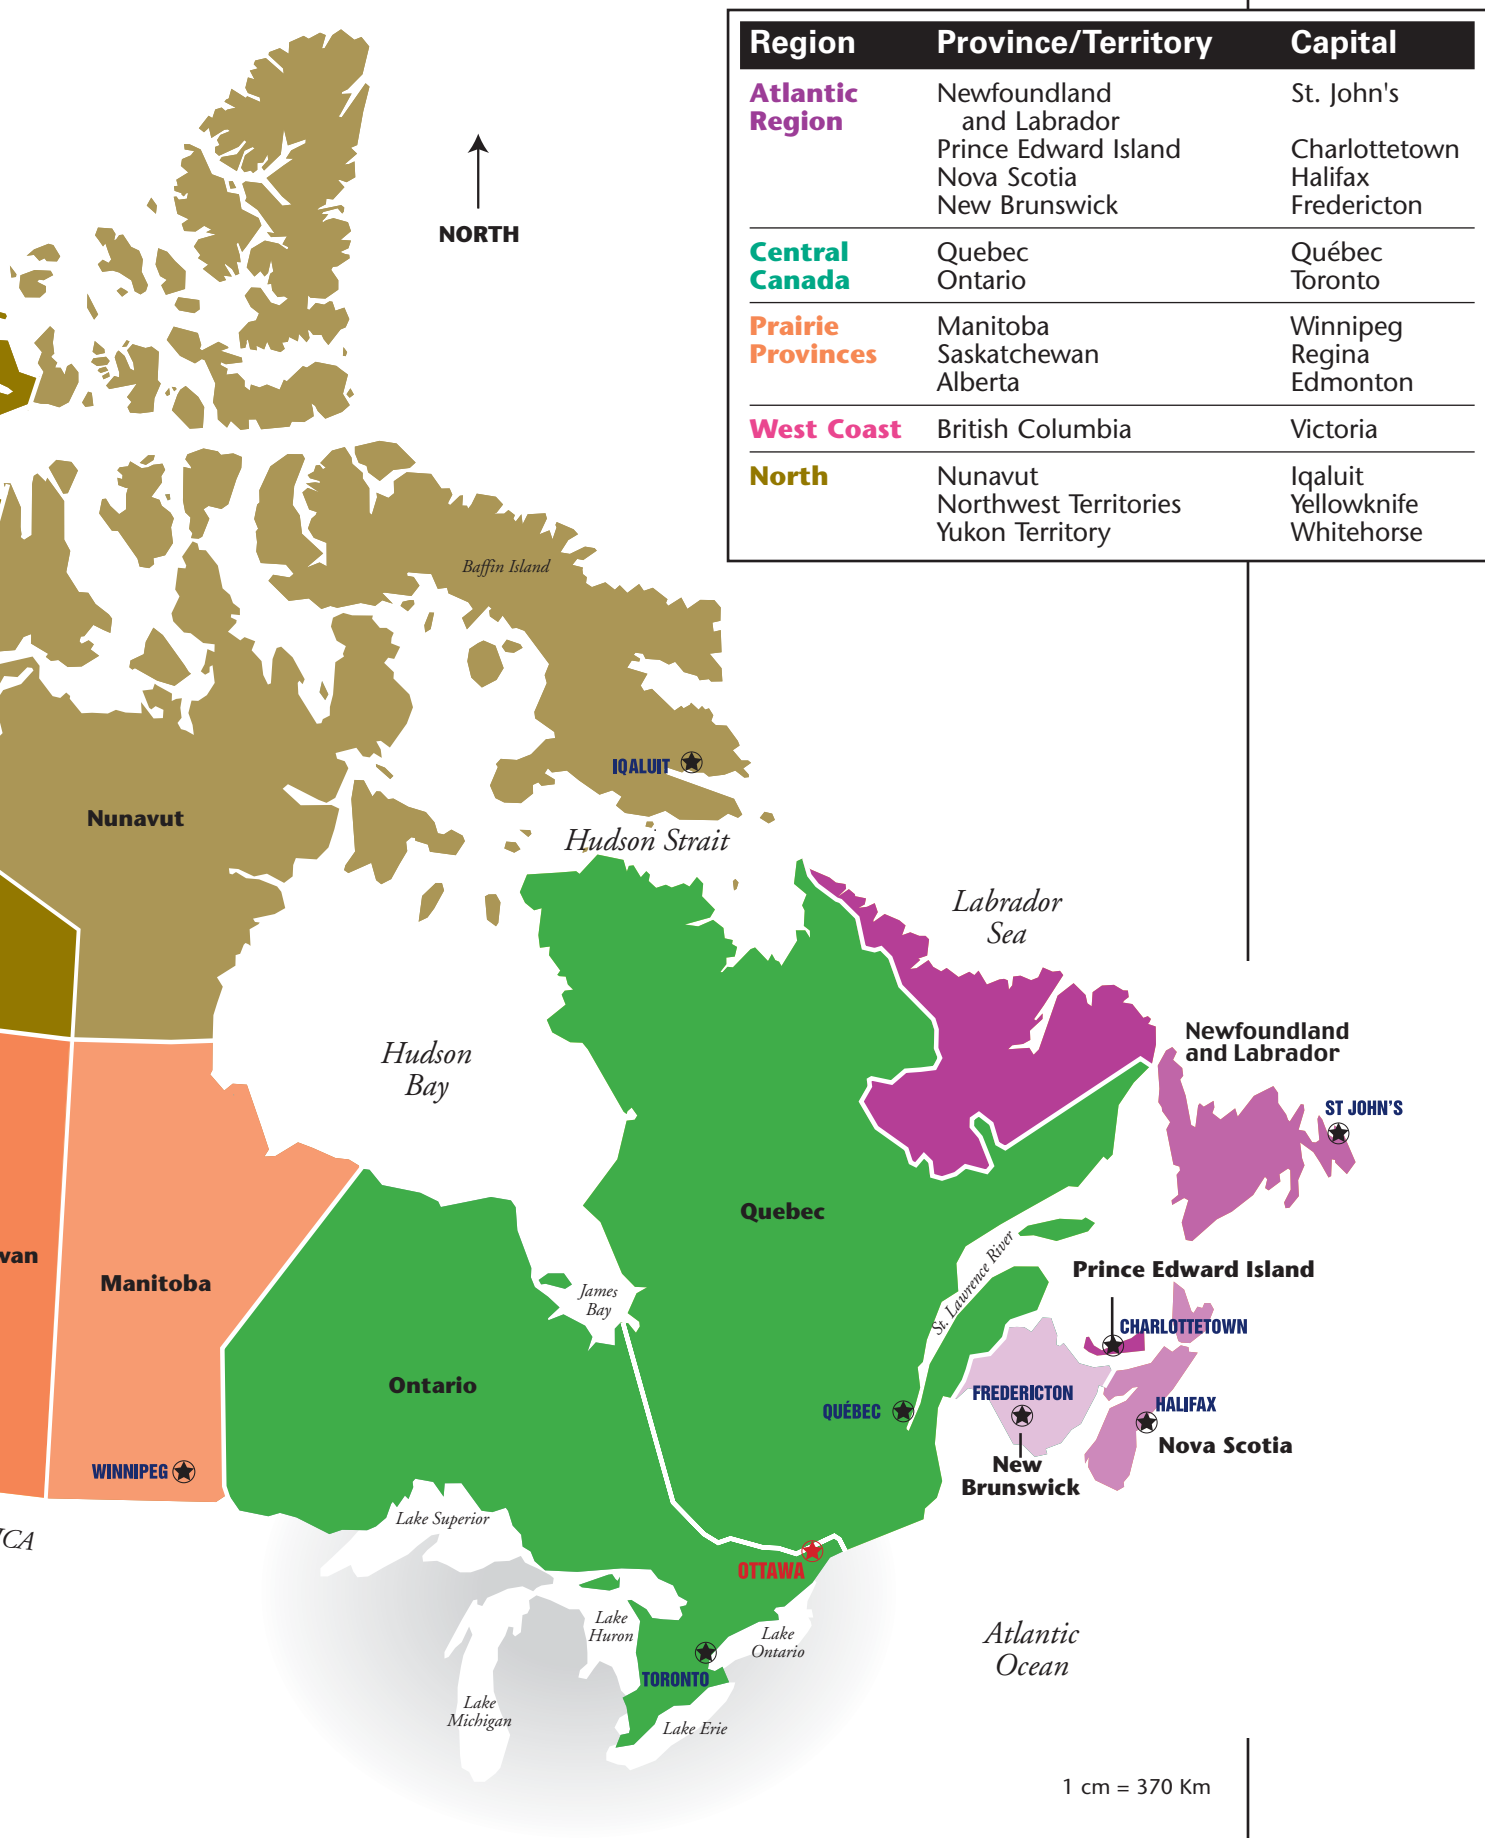 Region Province/Territory Capital
Atlantic Region
Newfoundland
and Labrador St. John's
Prince Edward Island Charlottetown
Nova Scotia Halifax
New Brunswick Fredericton
Central Canada
Quebec Québec
Ontario Toronto
Prairie Provinces
Manitoba Winnipeg
Saskatchewan Regina
Alberta Edmonton
West Coast British Columbia Victoria
North Nunavut Iqaluit
Northwest Territories Yellowknife
Yukon Territory Whitehorse
NORTH
Baffin Island
IQALUIT
Nunavut
Hudson Strait
Labrador
Sea
Hudson
Bay
Newfoundland
and Labrador
ST JOHN'S
Quebec
van
Manitoba
James
Bay
St. Lawrence River
Prince Edward Island
CHARLOTTETOWN
Ontario
FREDERICTON
QUÉBEC
HALIFAX
Nova Scotia
New
Brunswick
WINNIPEG
Lake Superior
ICA
OTTAWA
Lake
Huron
Lake
Ontario
Atlantic
Ocean
TORONTO
Lake
Michigan
Lake Erie
1 cm = 370 Km